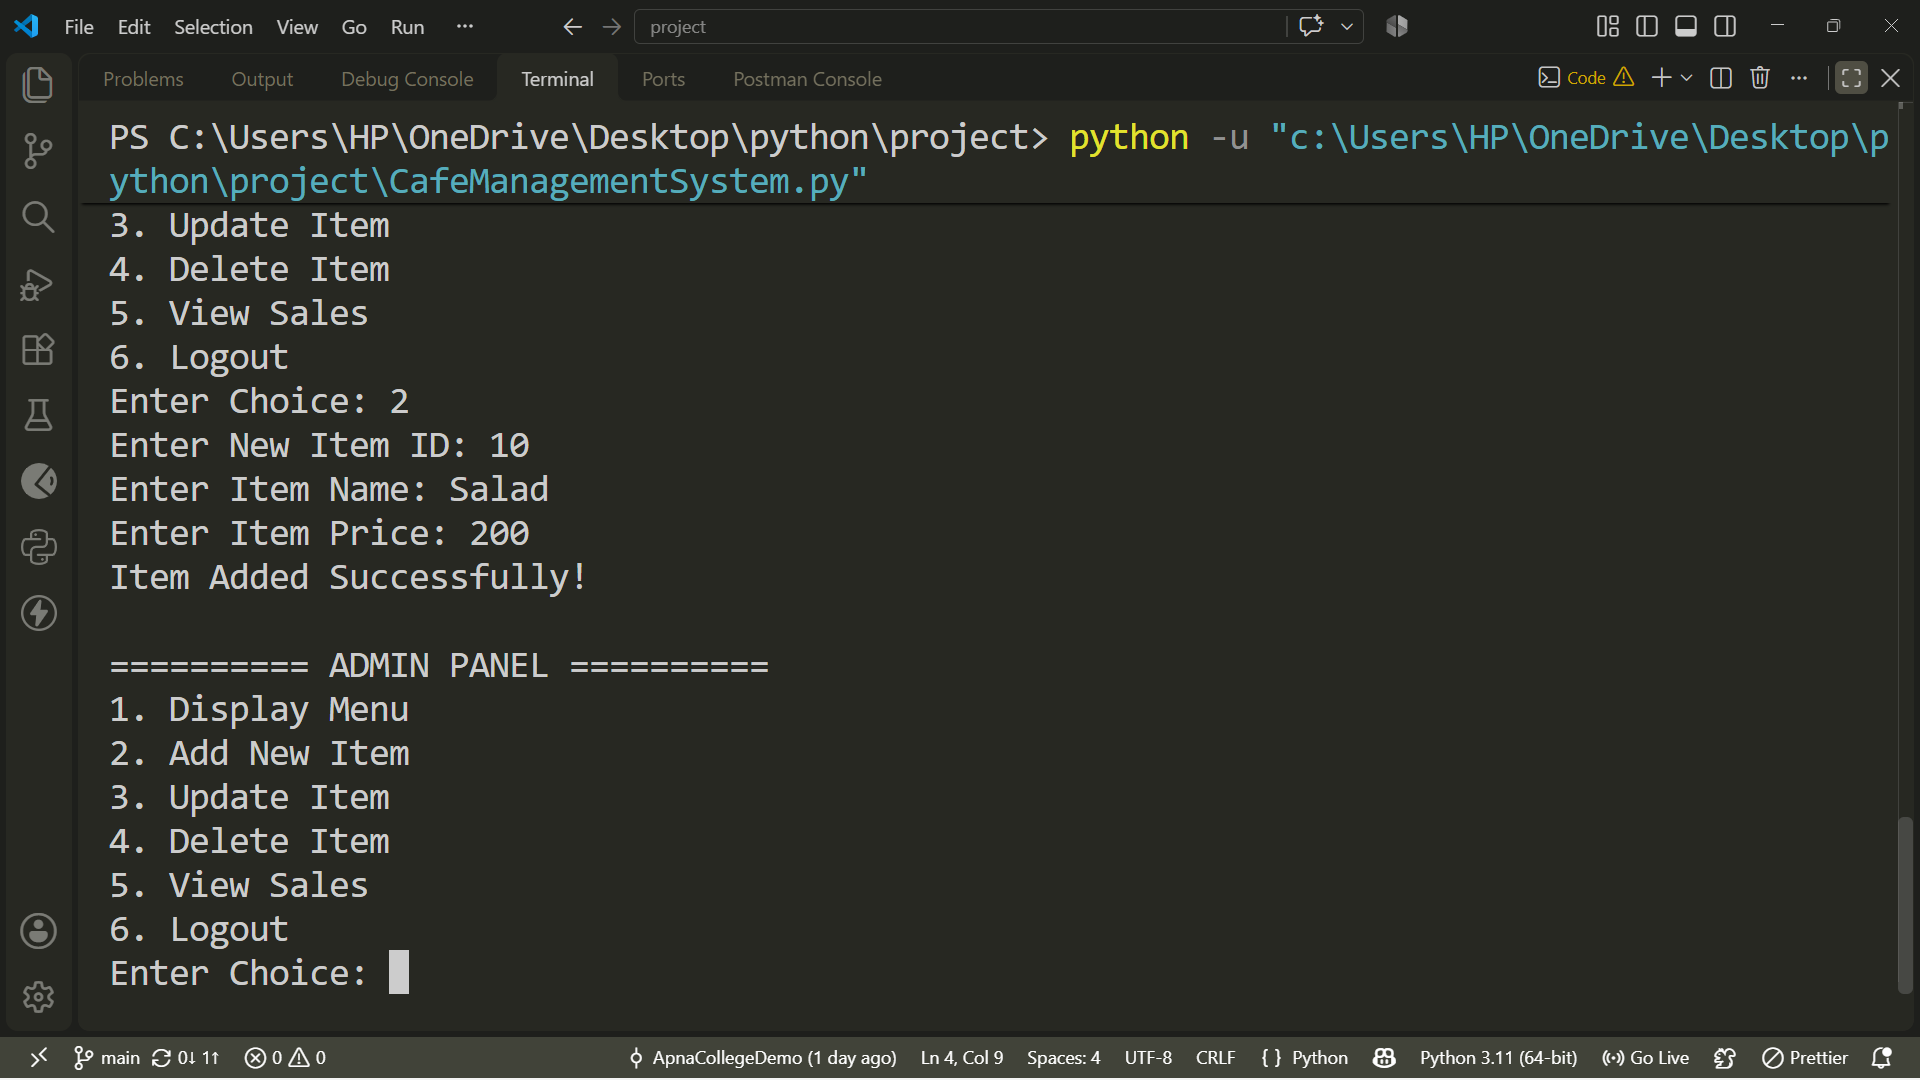 File Edit Selection View Go Run ··· project
Problems Output Debug Console Terminal Ports Postman Console Code
PS C:\Users\HP\OneDrive\Desktop\python\project> python -u "c:\Users\HP\OneDrive\Desktop\p
ython\project\CafeManagementSystem.py"
3. Update Item
4. Delete Item
5. View Sales
6. Logout
Enter Choice: 2
Enter New Item ID: 10
Enter Item Name: Salad
Enter Item Price: 200
Item Added Successfully!
========== ADMIN PANEL ==========
1. Display Menu
2. Add New Item
3. Update Item
4. Delete Item
5. View Sales
6. Logout
Enter Choice:
main 0↓ 1↑ 0 0 ApnaCollegeDemo (1 day ago) Ln 4, Col 9 Spaces: 4 UTF-8 CRLF { } Python Python 3.11 (64-bit) Go Live Prettier